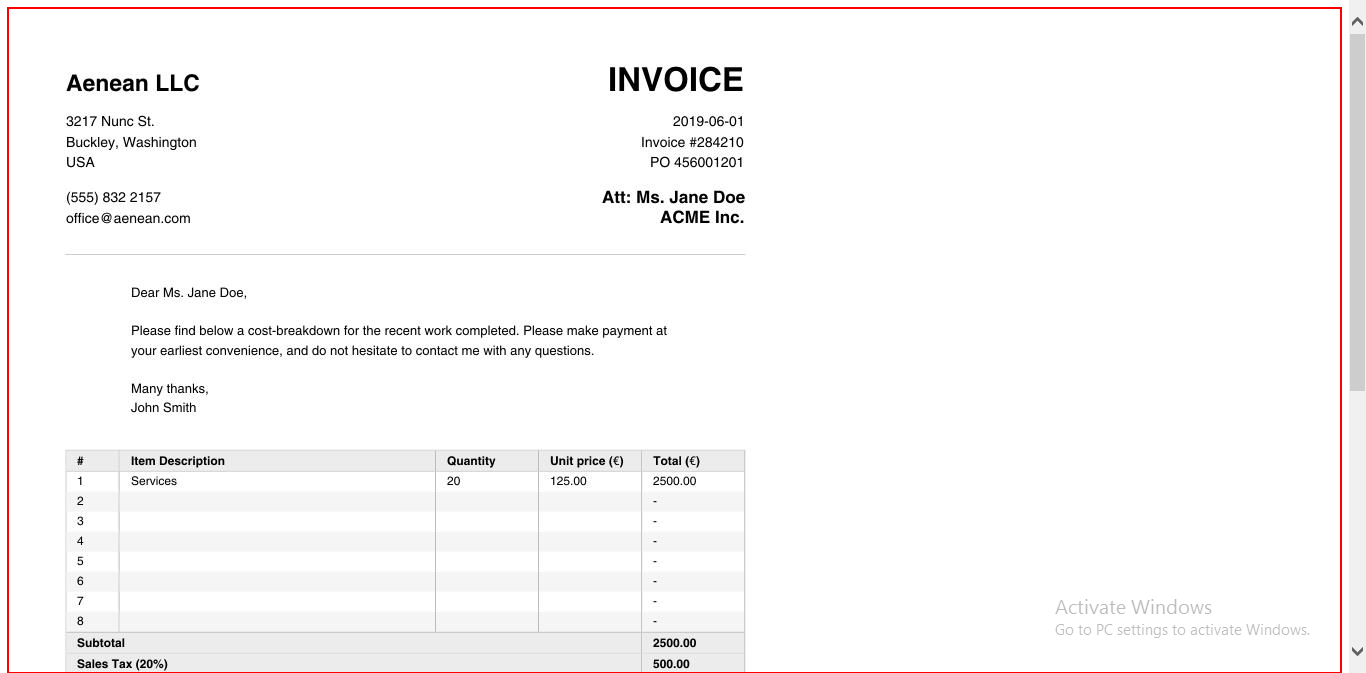 Aenean LLC
INVOICE
3217 Nunc St.
2019-06-01
Buckley, Washington
Invoice #284210
USA
PO 456001201
(555) 832 2157
Att: Ms. Jane Doe
office@aenean.com
ACME Inc.
Dear Ms. Jane Doe,
Please find below a cost-breakdown for the recent work completed. Please make payment at
your earliest convenience, and do not hesitate to contact me with any questions.
Many thanks,
John Smith
# Item Description Quantity Unit price (€) Total (€)
1 Services 20 125.00 2500.00
2 -
3 -
4 -
5 -
6 -
7 -
8 -
Subtotal 2500.00
Sales Tax (20%) 500.00
Activate Windows
Go to PC settings to activate Windows.